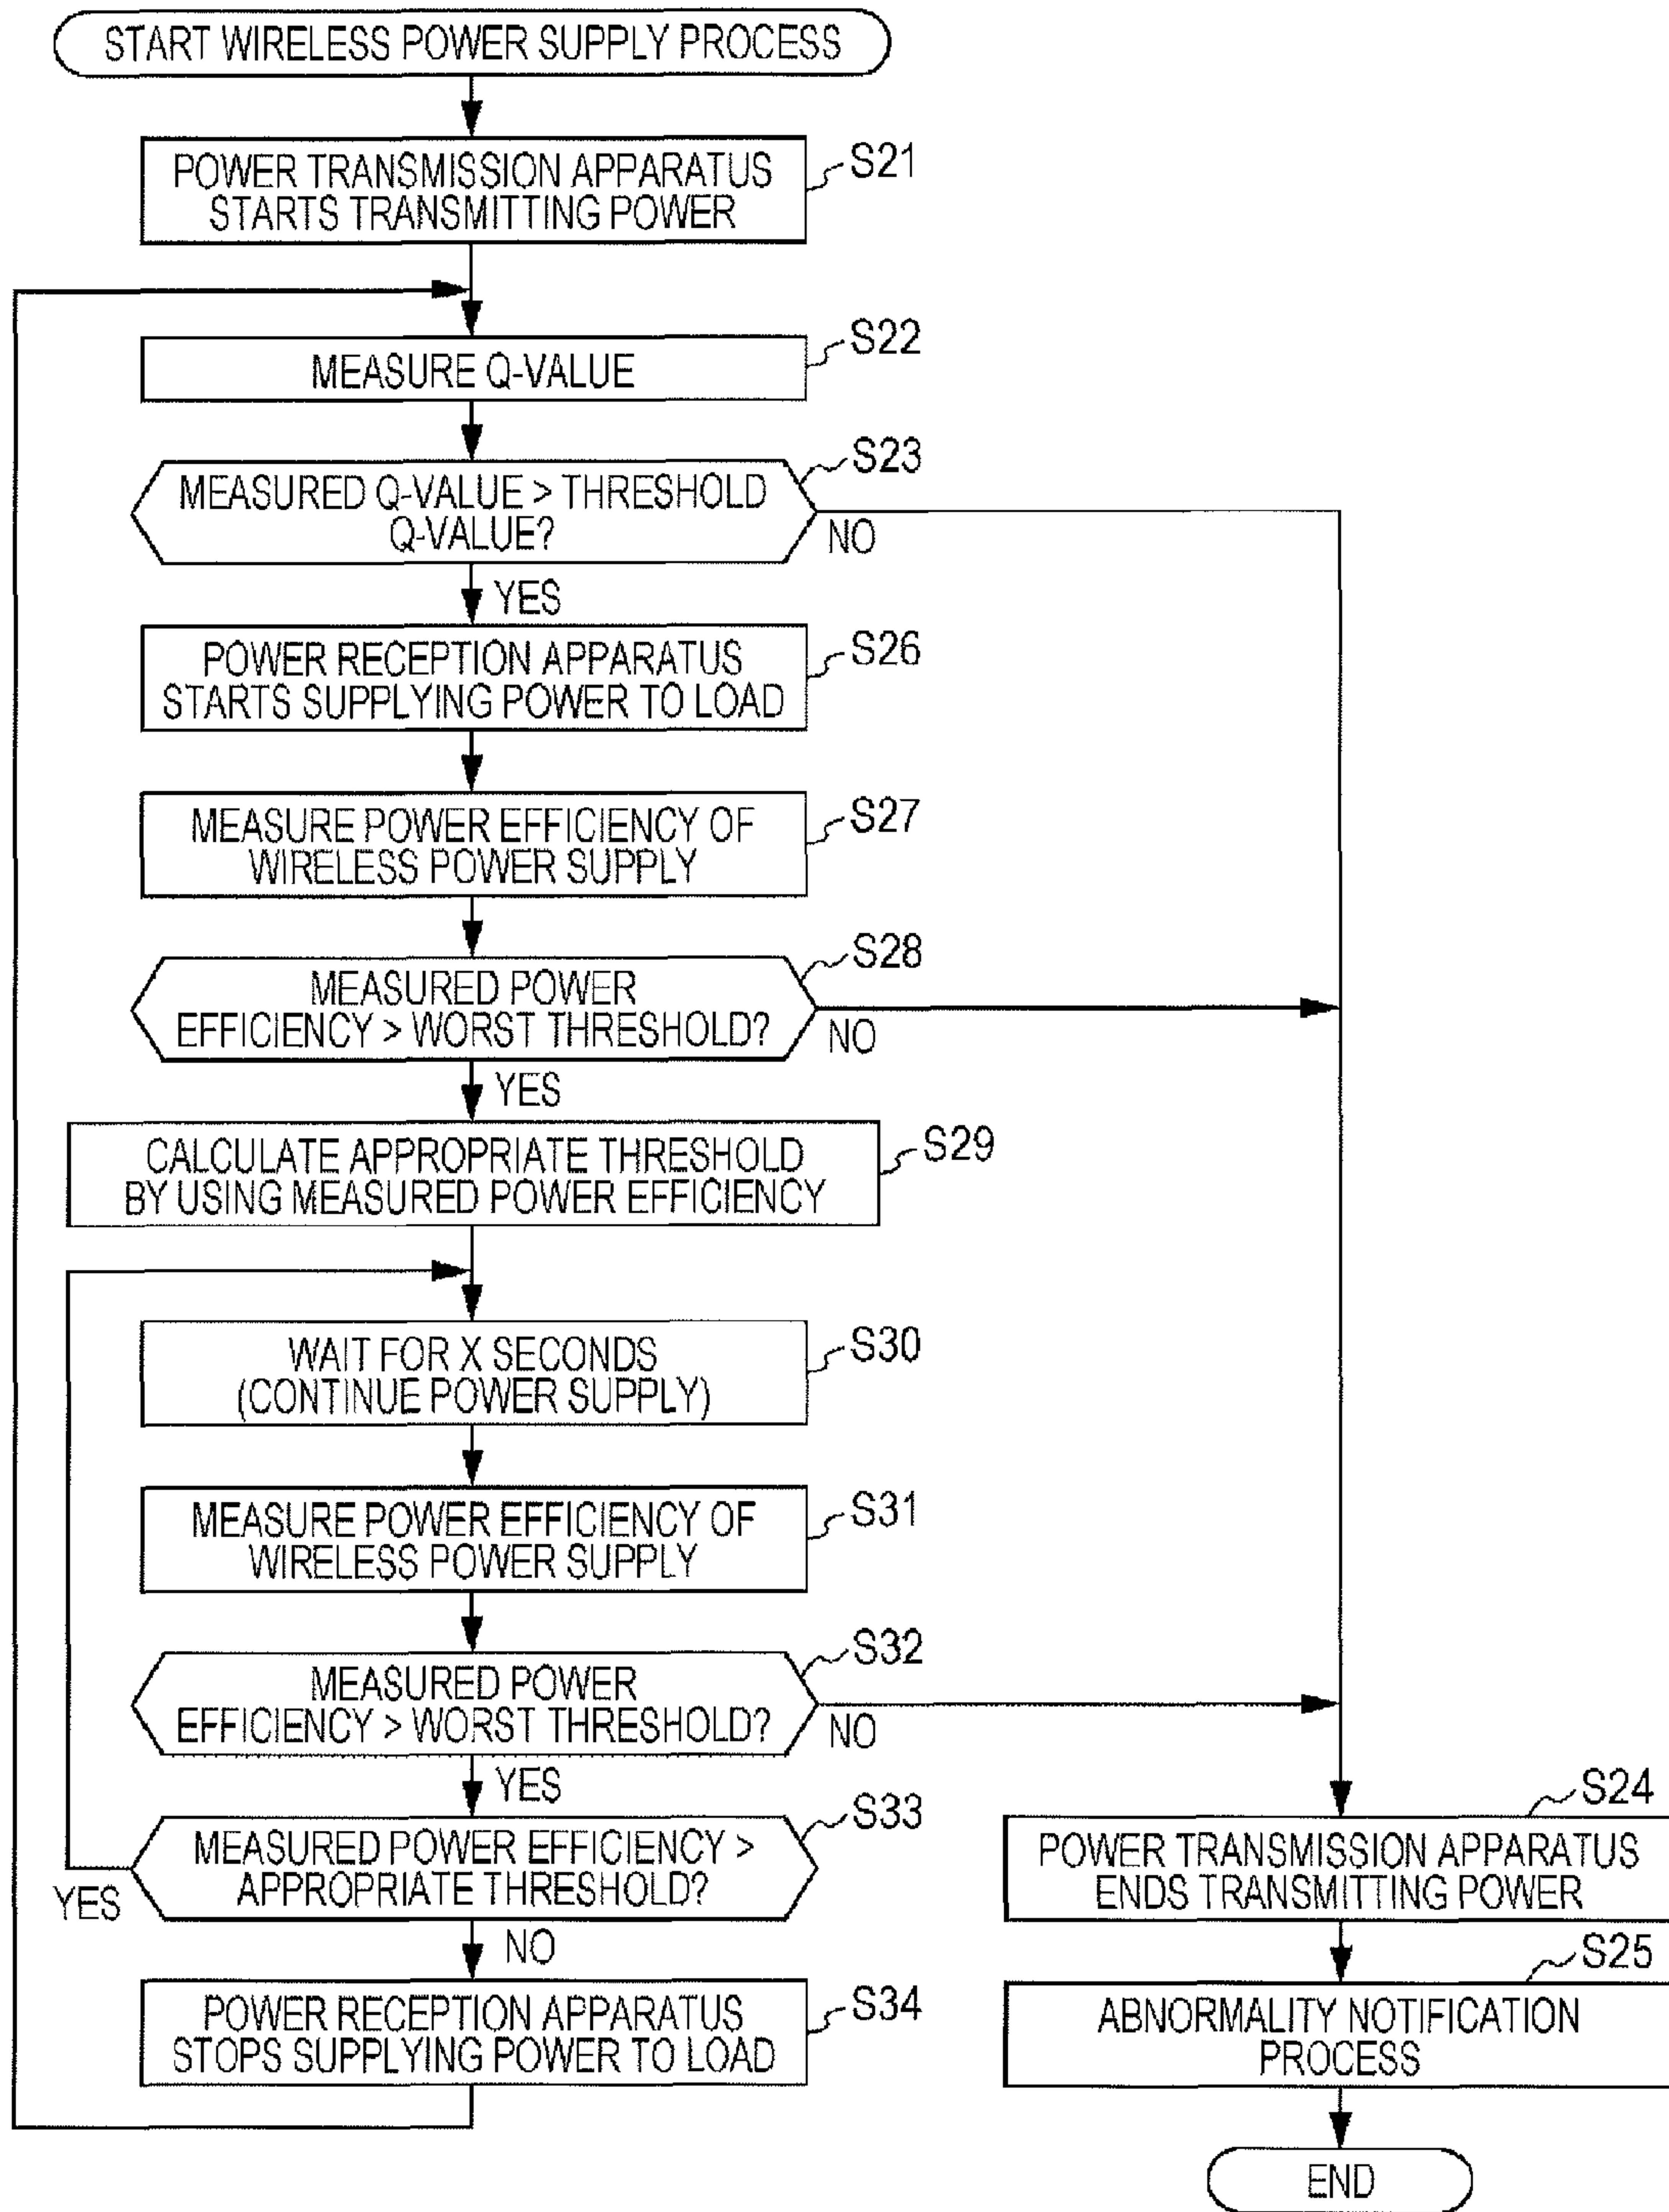 START WIRELESS POWER SUPPLY PROCESS
POWER TRANSMISSION APPARATUS
STARTS TRANSMITTING POWER
S21
MEASURE Q-VALUE
S22
MEASURED Q-VALUE > THRESHOLD
Q-VALUE?
S23
NO
YES
POWER RECEPTION APPARATUS
STARTS SUPPLYING POWER TO LOAD
S26
MEASURE POWER EFFICIENCY OF
WIRELESS POWER SUPPLY
S27
MEASURED POWER
EFFICIENCY > WORST THRESHOLD?
S28
NO
YES
CALCULATE APPROPRIATE THRESHOLD
BY USING MEASURED POWER EFFICIENCY
S29
WAIT FOR X SECONDS
(CONTINUE POWER SUPPLY)
S30
MEASURE POWER EFFICIENCY OF
WIRELESS POWER SUPPLY
S31
MEASURED POWER
EFFICIENCY > WORST THRESHOLD?
S32
NO
YES
MEASURED POWER EFFICIENCY >
APPROPRIATE THRESHOLD?
S33
YES
NO
POWER RECEPTION APPARATUS
STOPS SUPPLYING POWER TO LOAD
S34
S24
POWER TRANSMISSION APPARATUS
ENDS TRANSMITTING POWER
S25
ABNORMALITY NOTIFICATION
PROCESS
END